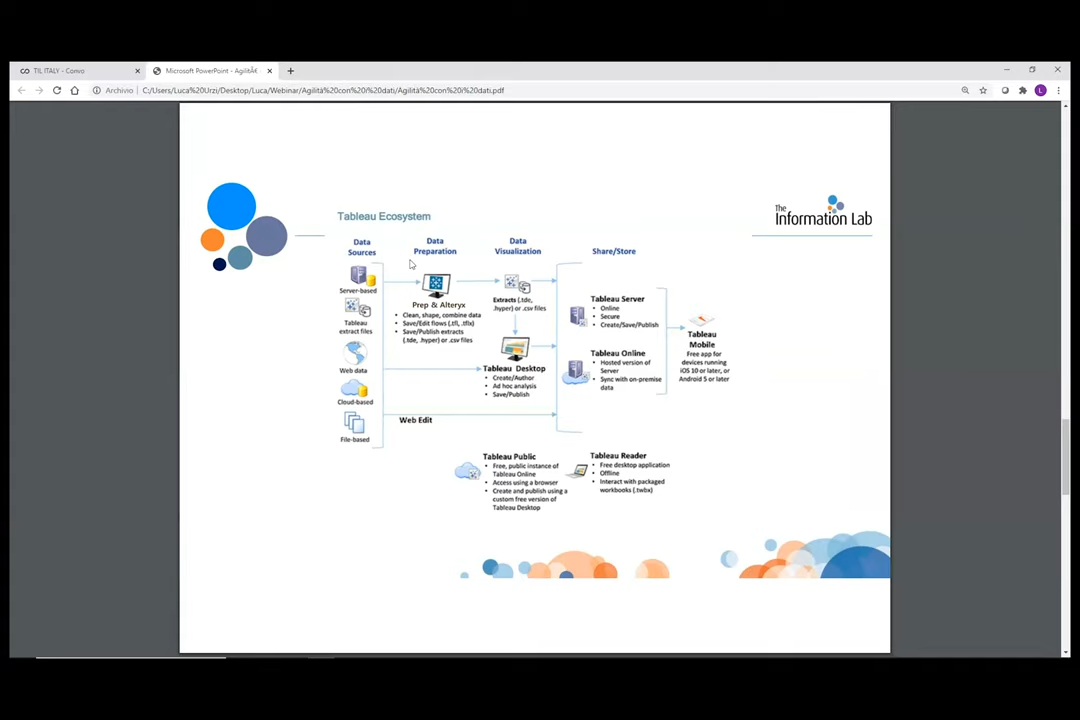 TIL ITALY - Convo
Microsoft PowerPoint - AgilitÃ€
Archivio
C:/Users/Luca%20Urzi/Desktop/Luca/Webinar/Agilità%20con%20i%20dati/Agilità%20con%20i%20dati.pdf
L
Tableau Ecosystem
The
Information Lab
Data
Sources
Data
Preparation
Data
Visualization
Share/Store
Server-based
Tableau
extract files
Web data
Cloud-based
File-based
Prep & Alteryx
• Clean, shape, combine data
• Save/Edit flows (.tfl, .tflx)
• Save/Publish extracts
(.tde, .hyper) or .csv files
Extracts (.tde,
.hyper) or .csv files
Tableau Desktop
• Create/Author
• Ad hoc analysis
• Save/Publish
Web Edit
Tableau Server
• Online
• Secure
• Create/Save/Publish
Tableau Online
• Hosted version of
Server
• Sync with on-premise
data
Tableau
Mobile
Free app for
devices running
iOS 10 or later, or
Android 5 or later
Tableau Public
• Free, public instance of
Tableau Online
• Access using a browser
• Create and publish using a
custom free version of
Tableau Desktop
Tableau Reader
• Free desktop application
• Offline
• Interact with packaged
workbooks (.twbx)